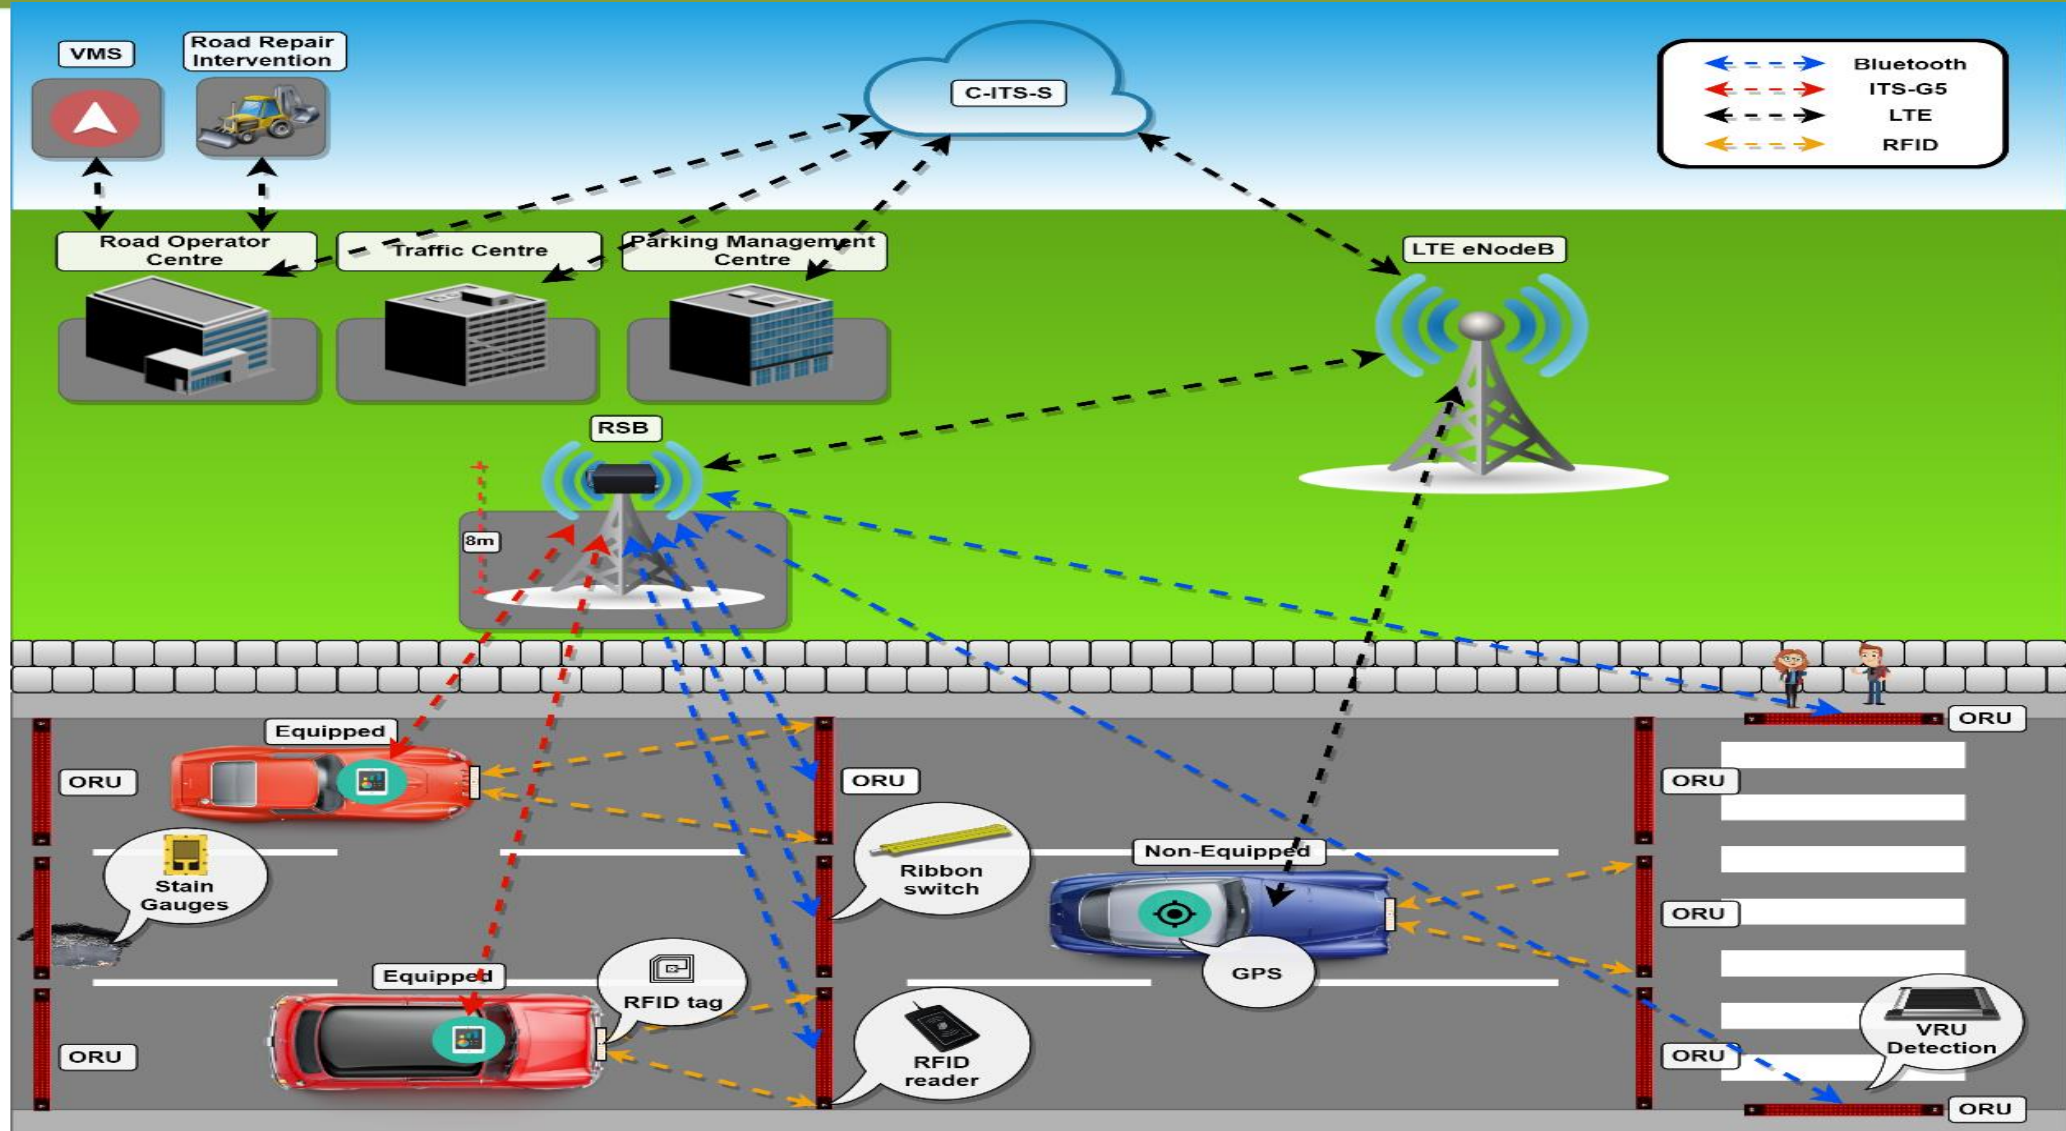 VMS
Road Repair
Intervention
C-ITS-S
Bluetooth
ITS-G5
LTE
RFID
Road Operator
Centre
Traffic Centre
Parking Management
Centre
LTE eNodeB
RSB
8m
Equipped
ORU
ORU
ORU
ORU
Stain
Gauges
Ribbon
switch
Non-Equipped
ORU
GPS
Equipped
RFID tag
ORU
RFID
reader
ORU
VRU
Detection
ORU